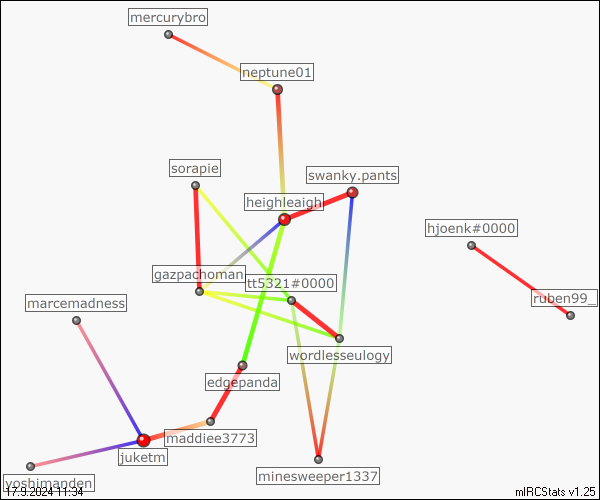 mercurybro
neptune01
sorapie
swanky.pants
heighleaigh
hjoenk#0000
gazpachoman
tt5321#0000
marcemadness
ruben99_
wordlesseulogy
edgepanda
maddiee3773
juketm
minesweeper1337
yoshimanden
17.9.2024 11:34
mIRCStats v1.25